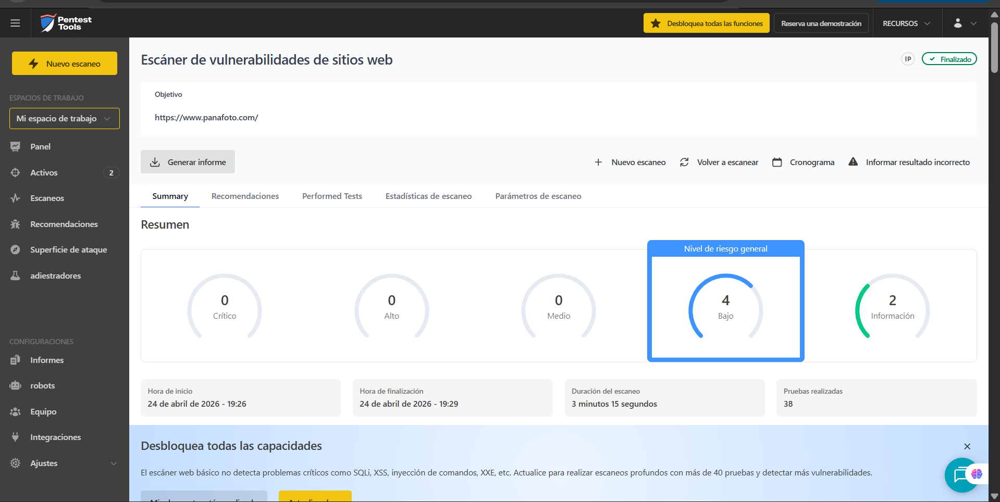 Pentest
Tools
Desbloquea todas las funciones
Reserva una demostración
RECURSOS
Nuevo escaneo
ESPACIOS DE TRABAJO
Mi espacio de trabajo
Panel
Activos
2
Escaneos
Recomendaciones
Superficie de ataque
adiestradores
CONFIGURACIONES
Informes
robots
Equipo
Integraciones
Ajustes
Escáner de vulnerabilidades de sitios web
IP
Finalizado
Objetivo
https://www.panafoto.com/
Generar informe
Nuevo escaneo
Volver a escanear
Cronograma
Informar resultado incorrecto
Summary
Recomendaciones
Performed Tests
Estadísticas de escaneo
Parámetros de escaneo
Resumen
Nivel de riesgo general
0
Crítico
0
Alto
0
Medio
4
Bajo
2
Información
Hora de inicio
24 de abril de 2026 - 19:26
Hora de finalización
24 de abril de 2026 - 19:29
Duración del escaneo
3 minutos 15 segundos
Pruebas realizadas
38
Desbloquea todas las capacidades
El escáner web básico no detecta problemas críticos como SQLi, XSS, inyección de comandos, XXE, etc. Actualice para realizar escaneos profundos con más de 40 pruebas y detectar más vulnerabilidades.